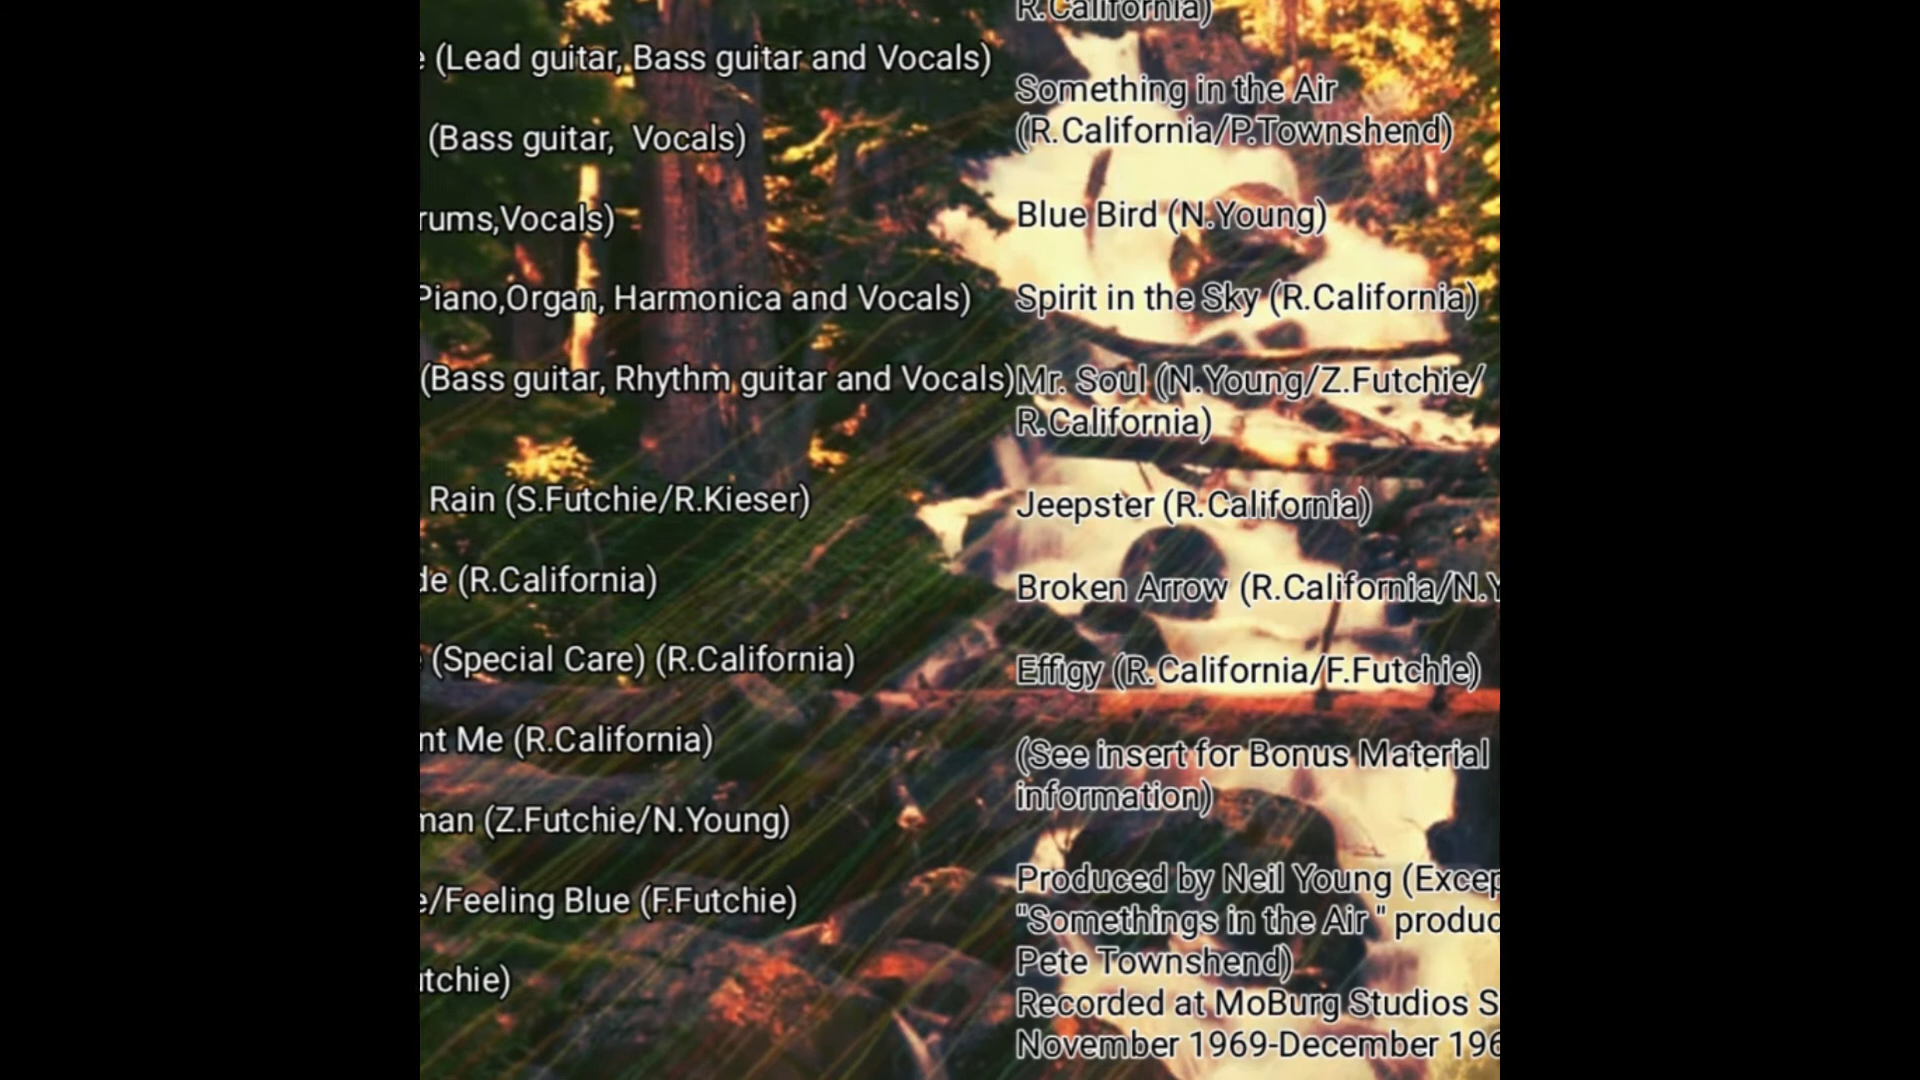 (Lead guitar, Bass guitar and Vocals)
(Bass guitar,  Vocals)
rums,Vocals)
Piano,Organ, Harmonica and Vocals)
(Bass guitar, Rhythm guitar and Vocals)
Rain (S.Futchie/R.Kieser)
de (R.California)
(Special Care) (R.California)
nt Me (R.California)
man (Z.Futchie/N.Young)
e/Feeling Blue (F.Futchie)
utchie)
R.California)
Something in the Air
(R.California/P.Townshend)
Blue Bird (N.Young)
Spirit in the Sky (R.California)
Mr. Soul (N.Young/Z.Futchie/
R.California)
Jeepster (R.California)
Broken Arrow (R.California/N.Y
Effigy (R.California/F.Futchie)
(See insert for Bonus Material
information)
Produced by Neil Young (Excep
"Somethings in the Air " produc
Pete Townshend)
Recorded at MoBurg Studios S
November 1969-December 196